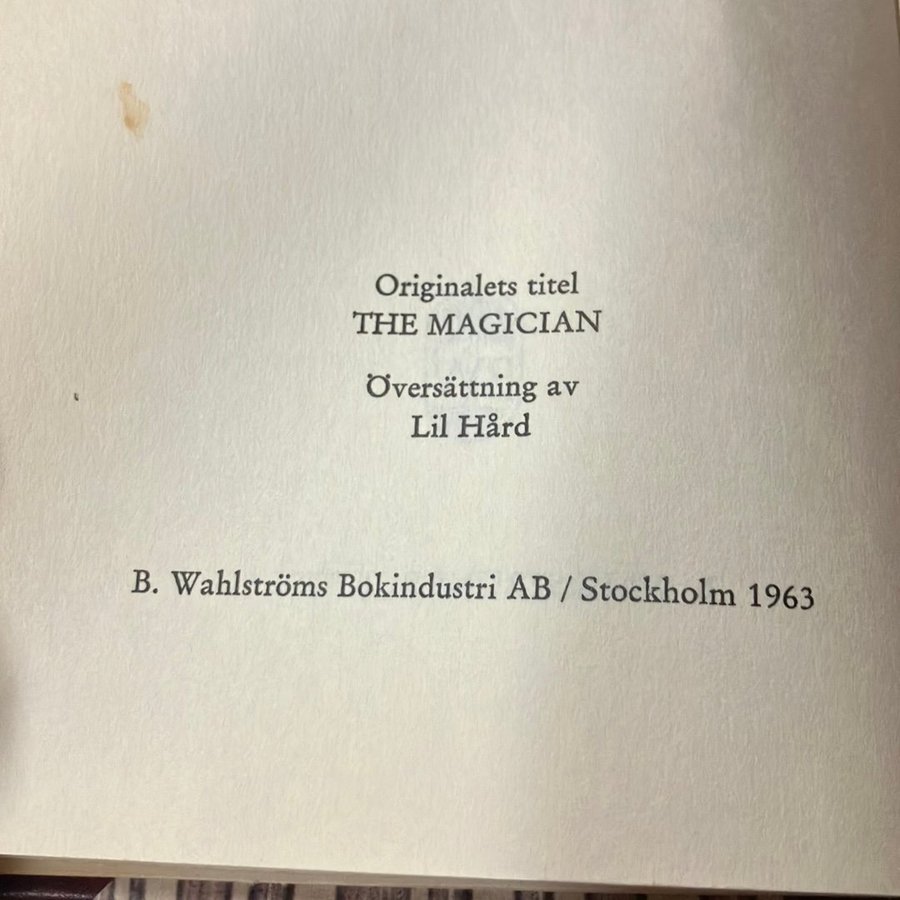 Originalets titel
THE MAGICIAN
Översättning av
Lil Hård
B. Wahlströms Bokindustri AB / Stockholm 1963